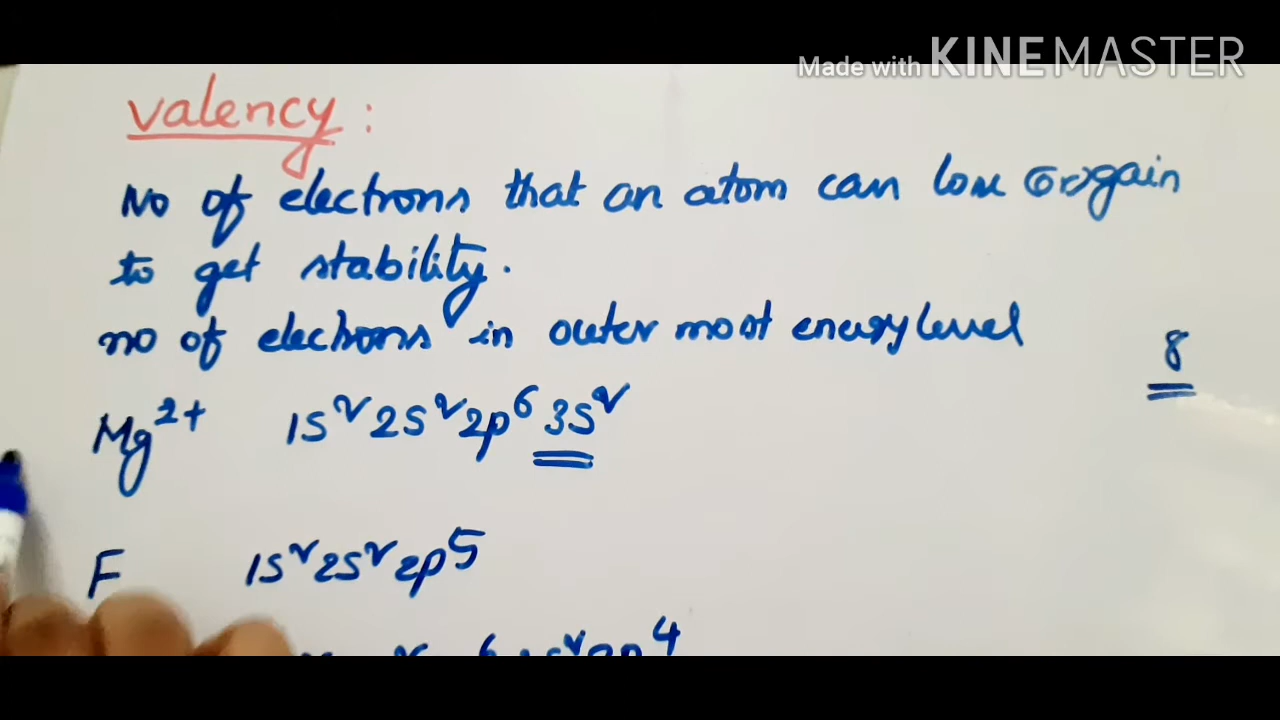 Made with KINEMASTER
Valency :
No of electrons that an atom can lose (or) gain
to get stability.
no of electrons in outer most energy level
8
Mg²⁺ 1s² 2s² 2p⁶ 3s²
F 1s² 2s² 2p⁵